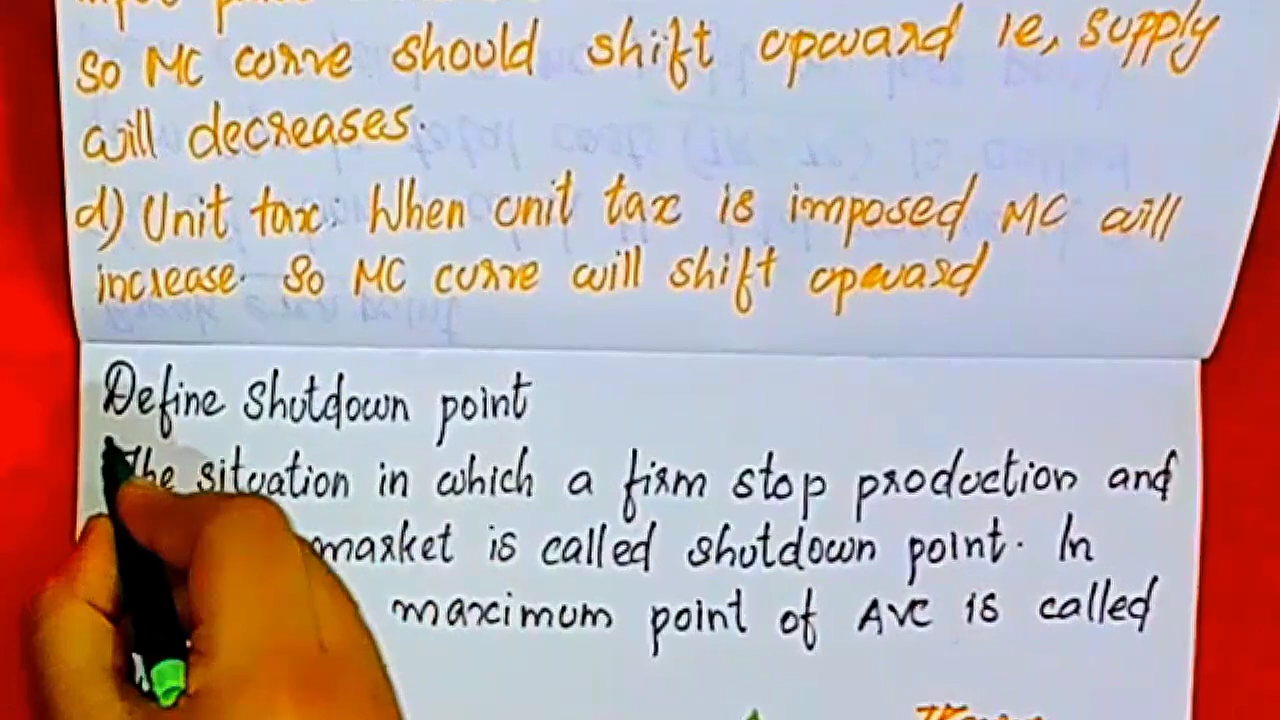 So MC curve should shift upward ie, supply
will decreases.
d) Unit tax: When unit tax is imposed MC will
increase. So MC curve will shift upward
Define Shutdown point
The situation in which a firm stop production and
market is called shutdown point. In
maximum point of AVC is called